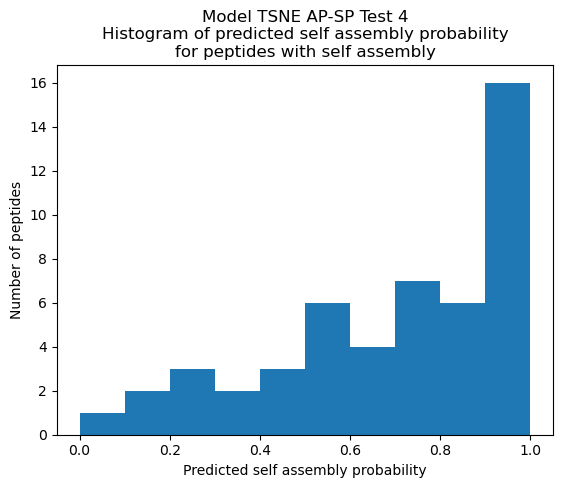 Model TSNE AP-SP Test 4
Histogram of predicted self assembly probability
for peptides with self assembly
16
14
12
10
8
6
4
2
0
Number of peptides
0.0 0.2 0.4 0.6 0.8 1.0
Predicted self assembly probability